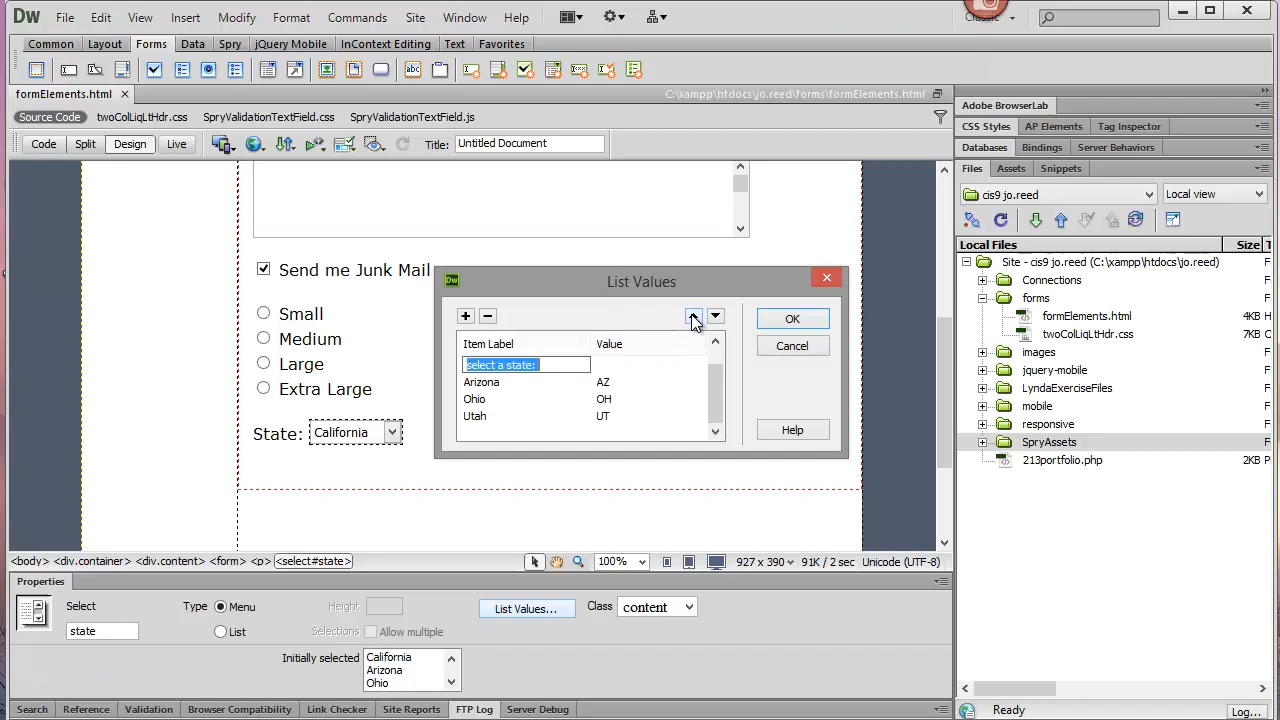 Dw File Edit View Insert Modify Format Commands Site Window Help Classic
Common Layout Forms Data Spry jQuery Mobile InContext Editing Text Favorites
abc
formElements.html C:\xampp\htdocs\jo.reed\forms\formElements.html
Source Code twoColLiqLtHdr.css SpryValidationTextField.css SpryValidationTextField.js
Code Split Design Live Title: Untitled Document
Send me Junk Mail
Small
Medium
Large
Extra Large
State: California
Dw List Values
OK
Cancel
Help
Item Label Value
select a state:
Arizona AZ
Ohio OH
Utah UT
<body> <div.container> <div.content> <form> <p> <select#state> 100% 927 x 390 91K / 2 sec Unicode (UTF-8)
Properties
Select Type Menu Height List Values... Class content
state List Selections Allow multiple
Initially selected California
Arizona
Ohio
Search Reference Validation Browser Compatibility Link Checker Site Reports FTP Log Server Debug
Adobe BrowserLab
CSS Styles AP Elements Tag Inspector
Databases Bindings Server Behaviors
Files Assets Snippets
cis9 jo.reed Local view
Local Files Size T
Site - cis9 jo.reed (C:\xampp\htdocs\jo.reed) F
Connections F
forms F
formElements.html 4KB H
twoColLiqLtHdr.css 7KB C
images F
jquery-mobile F
LyndaExerciseFiles F
mobile F
responsive F
SpryAssets F
213portfolio.php 2KB P
Ready Log...